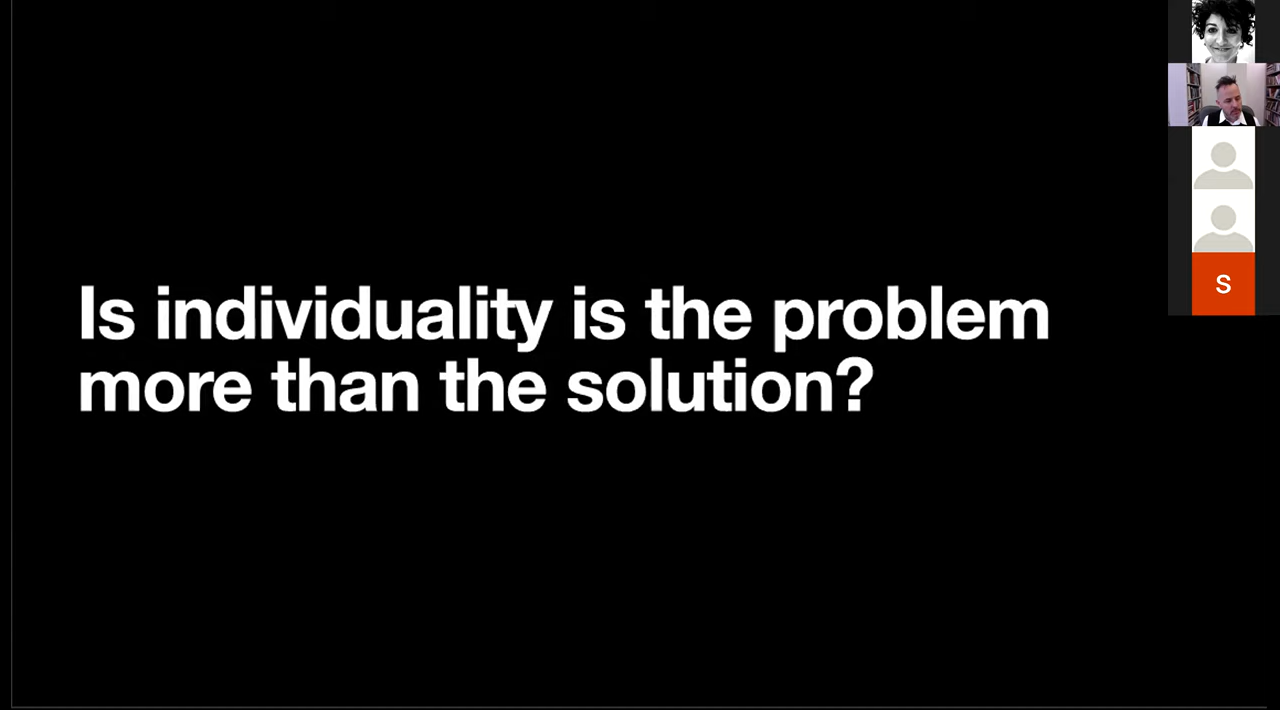 Is individuality is the problem
more than the solution?
S